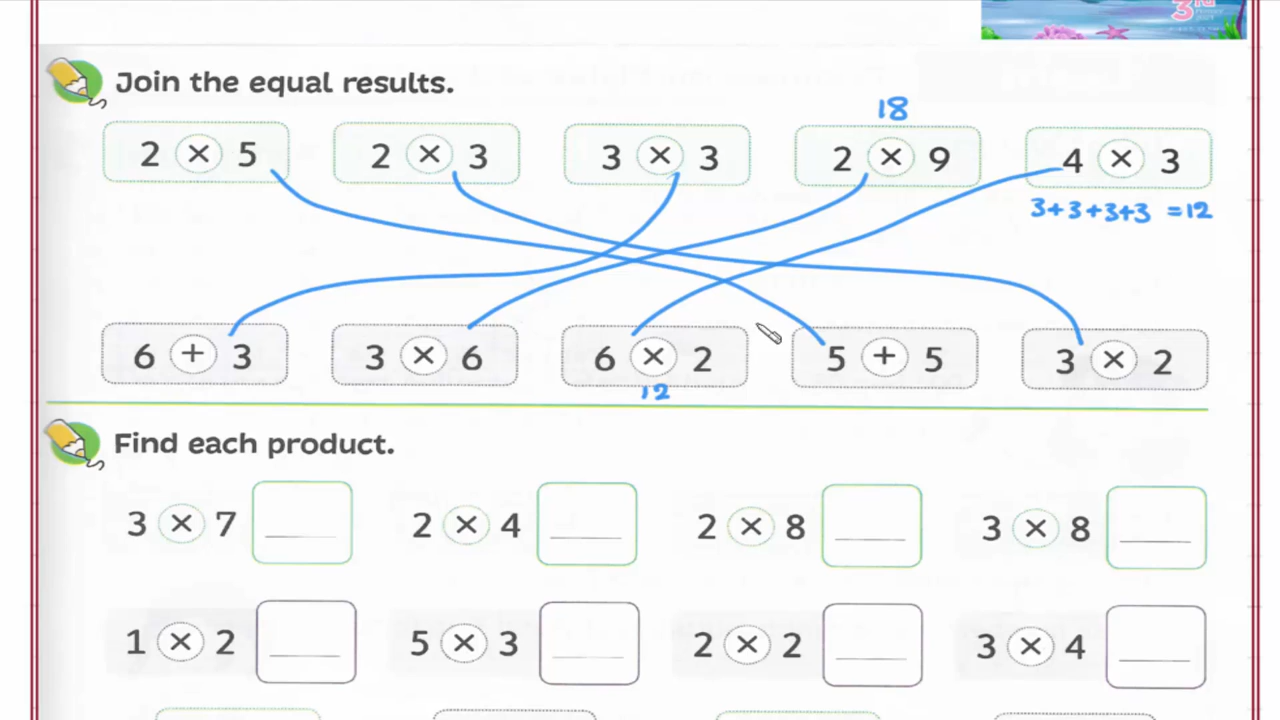 3rd
Join the equal results.
18
2 × 5 2 × 3 3 × 3 2 × 9 4 × 3
3+3+3+3 =12
6 + 3 3 × 6 6 × 2 5 + 5 3 × 2
12
Find each product.
3 × 7 2 × 4 2 × 8 3 × 8
1 × 2 5 × 3 2 × 2 3 × 4